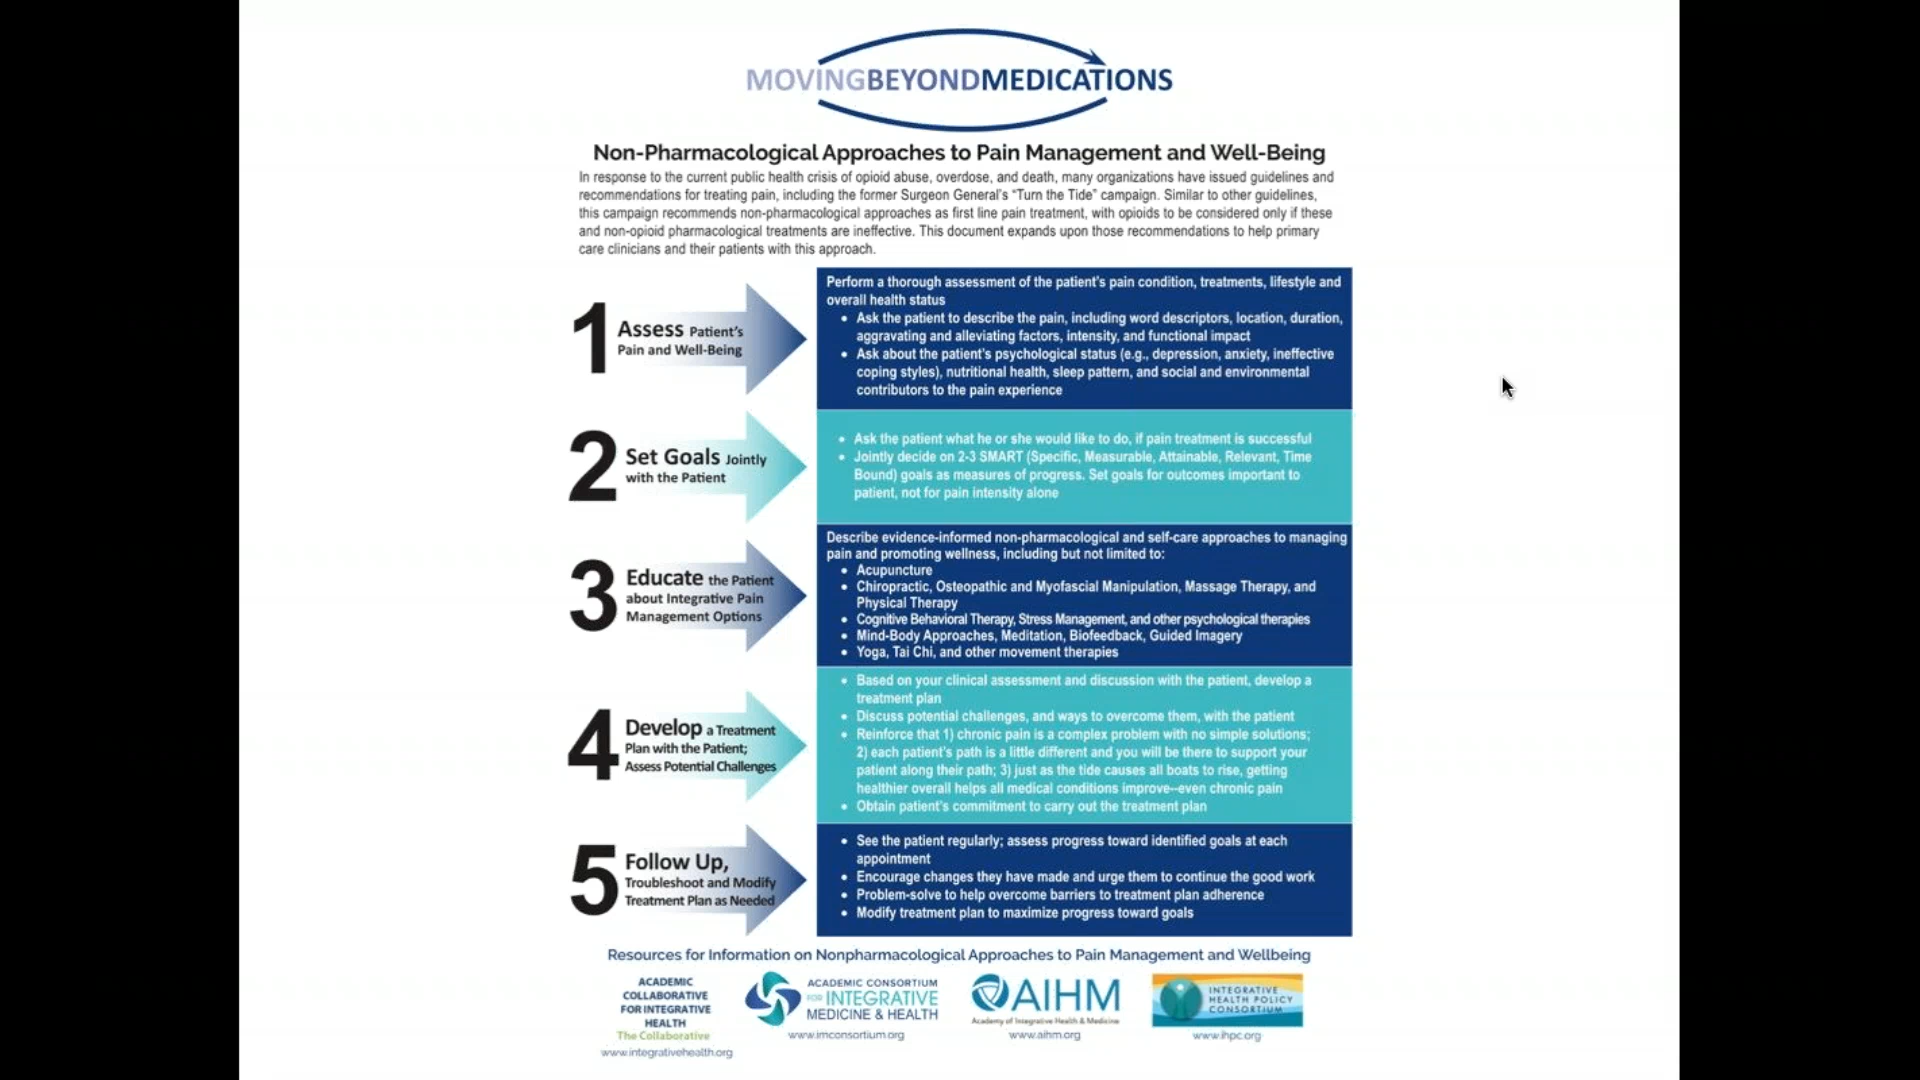 MOVINGBEYONDMEDICATIONS
Non-Pharmacological Approaches to Pain Management and Well-Being
In response to the current public health crisis of opioid abuse, overdose, and death, many organizations have issued guidelines and
recommendations for treating pain, including the former Surgeon General's “Turn the Tide” campaign. Similar to other guidelines,
this campaign recommends non-pharmacological approaches as first line pain treatment, with opioids to be considered only if these
and non-opioid pharmacological treatments are ineffective. This document expands upon those recommendations to help primary
care clinicians and their patients with this approach.
1 Assess Patient's
Pain and Well-Being
Perform a thorough assessment of the patient's pain condition, treatments, lifestyle and
overall health status
• Ask the patient to describe the pain, including word descriptors, location, duration,
aggravating and alleviating factors, intensity, and functional impact
• Ask about the patient's psychological status (e.g., depression, anxiety, ineffective
coping styles), nutritional health, sleep pattern, and social and environmental
contributors to the pain experience
2 Set Goals Jointly
with the Patient
• Ask the patient what he or she would like to do, if pain treatment is successful
• Jointly decide on 2-3 SMART (Specific, Measurable, Attainable, Relevant, Time
Bound) goals as measures of progress. Set goals for outcomes important to
patient, not for pain intensity alone
3 Educate the Patient
about Integrative Pain
Management Options
Describe evidence-informed non-pharmacological and self-care approaches to managing
pain and promoting wellness, including but not limited to:
• Acupuncture
• Chiropractic, Osteopathic and Myofascial Manipulation, Massage Therapy, and
Physical Therapy
• Cognitive Behavioral Therapy, Stress Management, and other psychological therapies
• Mind-Body Approaches, Meditation, Biofeedback, Guided Imagery
• Yoga, Tai Chi, and other movement therapies
4 Develop a Treatment
Plan with the Patient;
Assess Potential Challenges
• Based on your clinical assessment and discussion with the patient, develop a
treatment plan
• Discuss potential challenges, and ways to overcome them, with the patient
• Reinforce that 1) chronic pain is a complex problem with no simple solutions;
2) each patient's path is a little different and you will be there to support your
patient along their path; 3) just as the tide causes all boats to rise, getting
healthier overall helps all medical conditions improve--even chronic pain
• Obtain patient's commitment to carry out the treatment plan
5 Follow Up,
Troubleshoot and Modify
Treatment Plan as Needed
• See the patient regularly; assess progress toward identified goals at each
appointment
• Encourage changes they have made and urge them to continue the good work
• Problem-solve to help overcome barriers to treatment plan adherence
• Modify treatment plan to maximize progress toward goals
Resources for Information on Nonpharmacological Approaches to Pain Management and Wellbeing
ACADEMIC
COLLABORATIVE
FOR INTEGRATIVE
HEALTH
The Collaborative
www.integrativehealth.org
ACADEMIC CONSORTIUM
FOR INTEGRATIVE
MEDICINE & HEALTH
www.imconsortium.org
AIHM
Academy of Integrative Health & Medicine
www.aihm.org
INTEGRATIVE
HEALTH POLICY
CONSORTIUM
www.ihpc.org